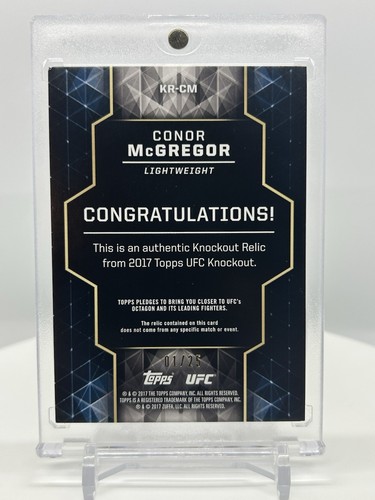 KR-CM
CONOR
McGREGOR
LIGHTWEIGHT
CONGRATULATIONS!
This is an authentic Knockout Relic
from 2017 Topps UFC Knockout.
TOPPS PLEDGES TO BRING YOU CLOSER TO UFC's
OCTAGON AND ITS LEADING FIGHTERS.
The relic contained on this card
does not come from any specific match or event.
01/25
topps UFC
® & © 2017 THE TOPPS COMPANY, INC. ALL RIGHTS RESERVED.
TOPPS IS A REGISTERED TRADEMARK OF THE TOPPS COMPANY, INC.
® & © 2017 ZUFFA, LLC. ALL RIGHTS RESERVED.